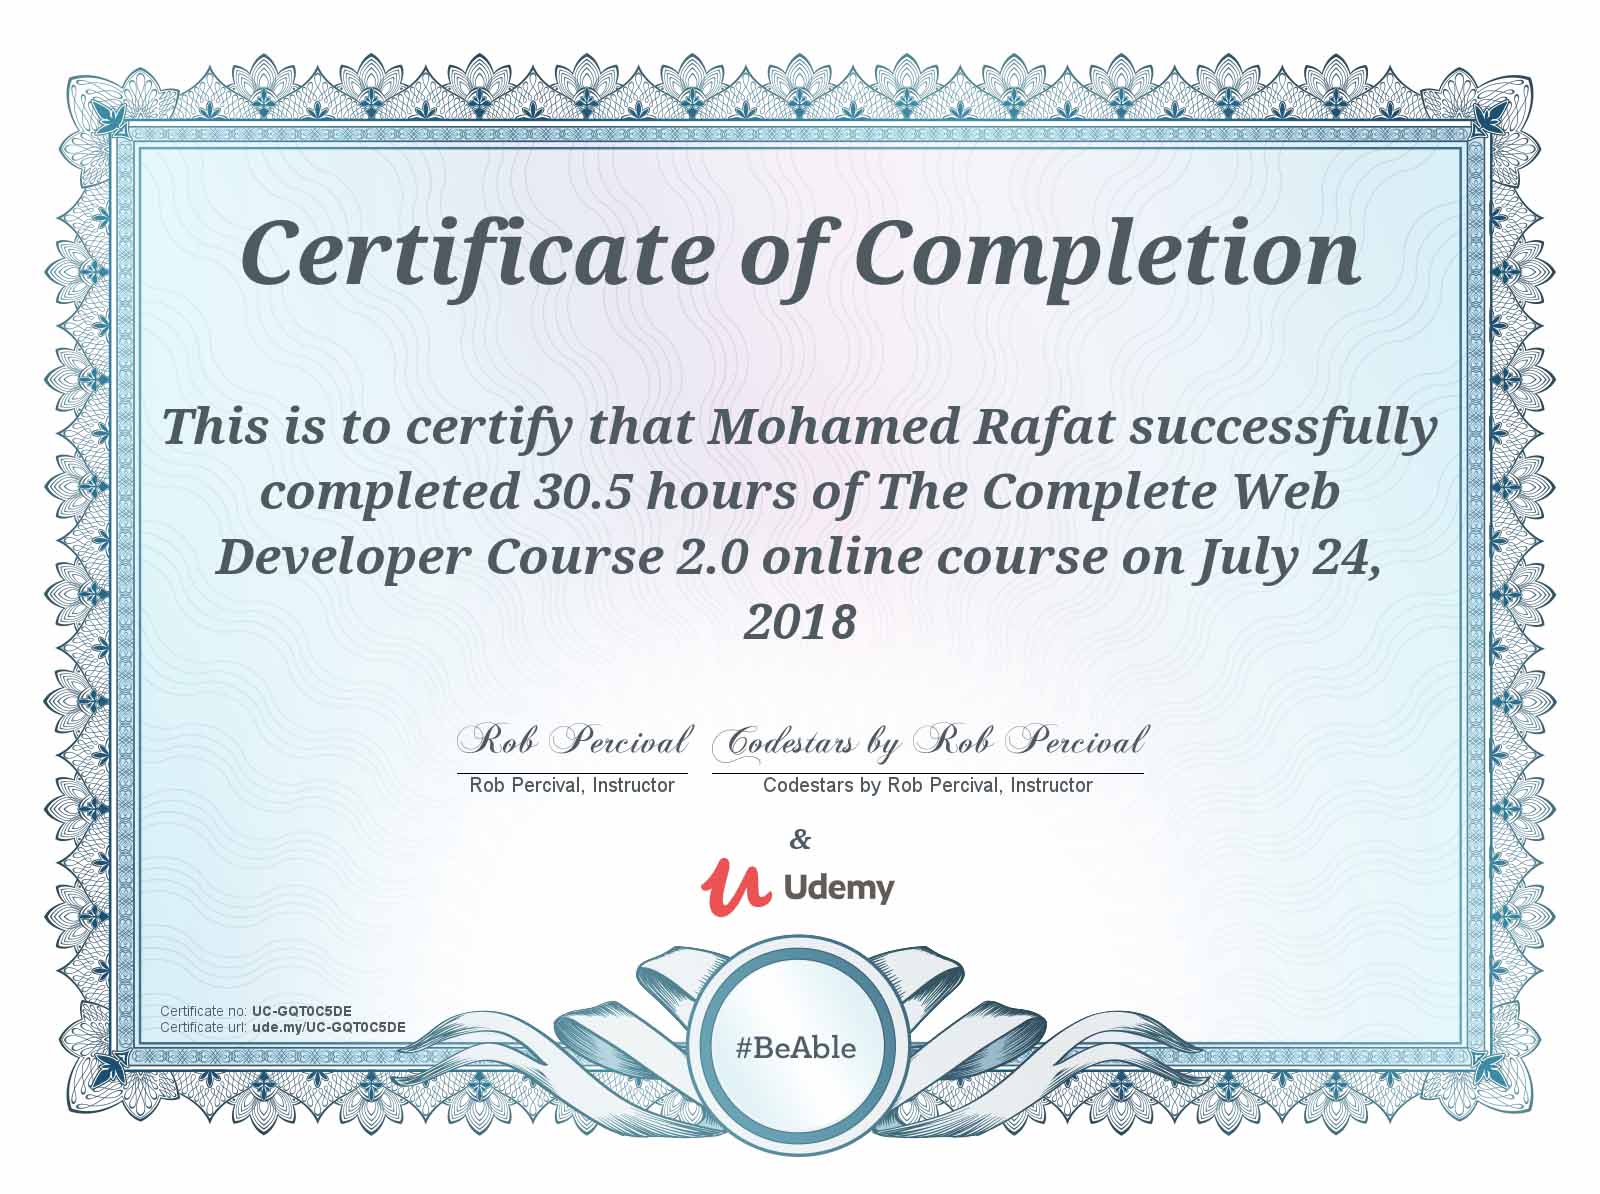 Certificate of Completion
This is to certify that Mohamed Rafat successfully
completed 30.5 hours of The Complete Web
Developer Course 2.0 online course on July 24,
2018
Rob Percival Codestars by Rob Percival
Rob Percival, Instructor Codestars by Rob Percival, Instructor
&
Udemy
#BeAble
Certificate no: UC-GQT0C5DE
Certificate url: ude.my/UC-GQT0C5DE